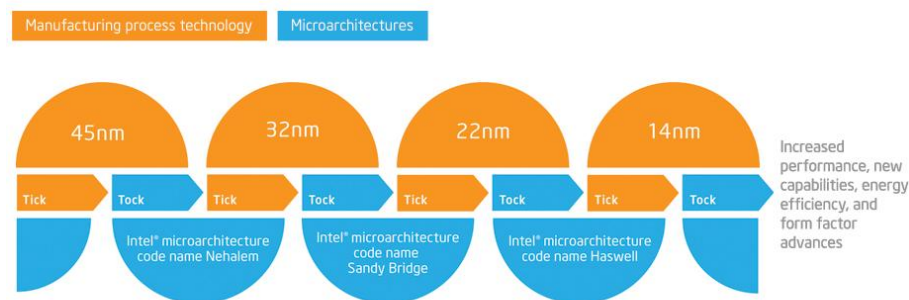 Manufacturing process technology
Microarchitectures
45nm
32nm
22nm
14nm
Tick
Tock
Tick
Tock
Tick
Tock
Tick
Tock
Intel® microarchitecture
code name Nehalem
Intel® microarchitecture
code name
Sandy Bridge
Intel® microarchitecture
code name Haswell
Increased
performance, new
capabilities, energy
efficiency, and
form factor
advances